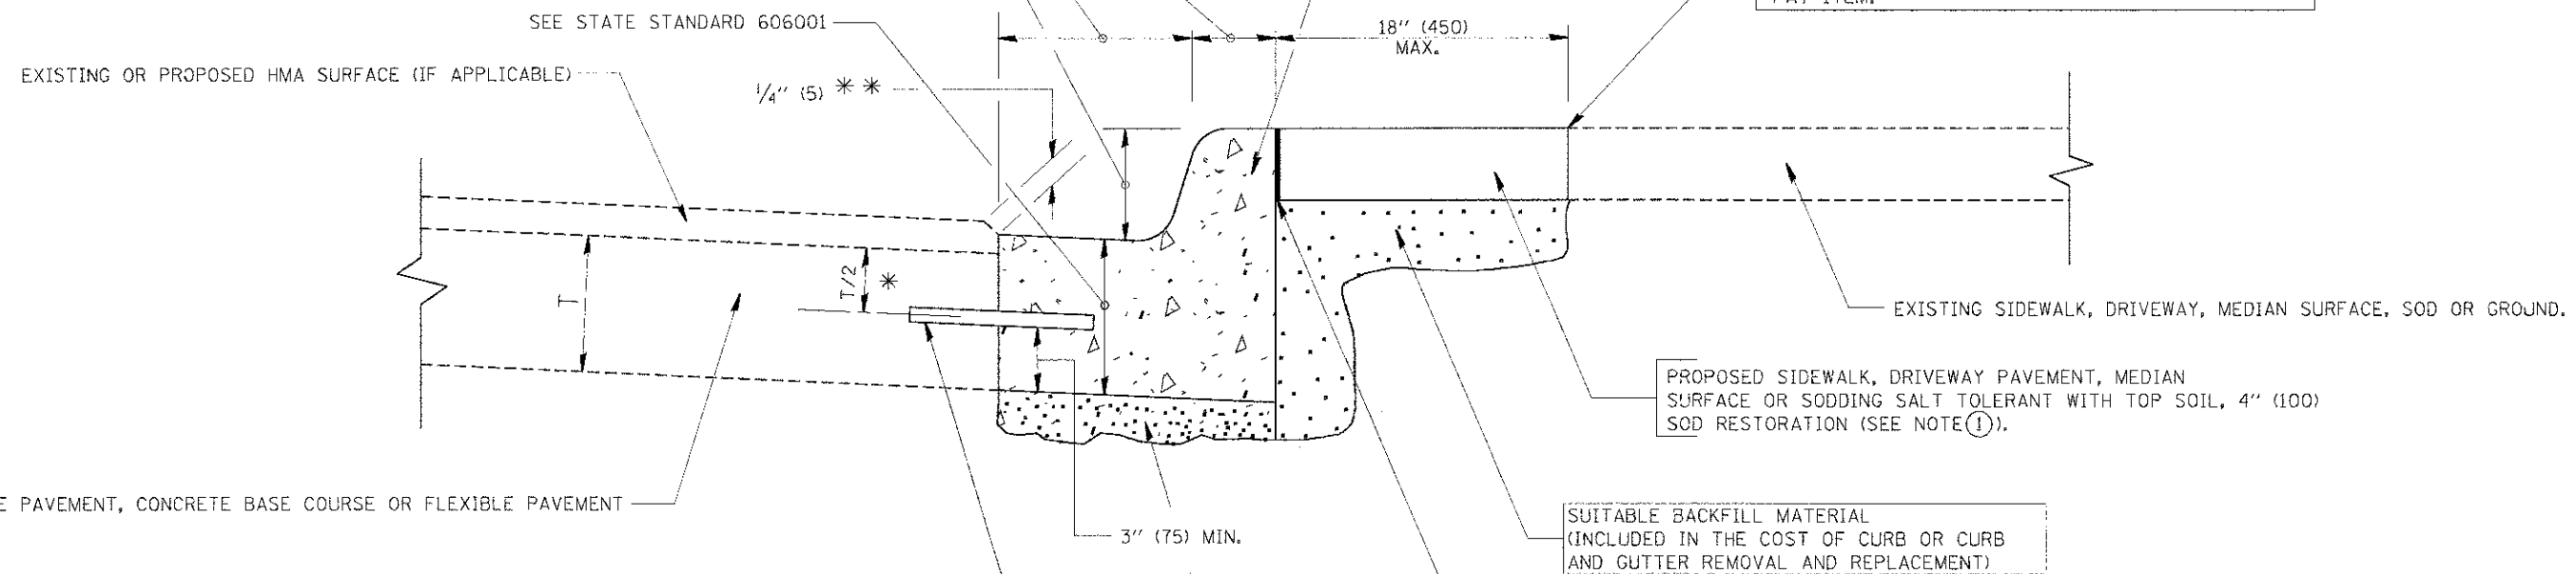 PAY ITEM.
SEE STATE STANDARD 606001
18" (450)
MAX.
EXISTING OR PROPOSED HMA SURFACE (IF APPLICABLE)
1/4" (5) * *
T
T/2 *
EXISTING SIDEWALK, DRIVEWAY, MEDIAN SURFACE, SOD OR GROUND.
PROPOSED SIDEWALK, DRIVEWAY PAVEMENT, MEDIAN
SURFACE OR SODDING SALT TOLERANT WITH TOP SOIL, 4" (100)
SOD RESTORATION (SEE NOTE ①).
E PAVEMENT, CONCRETE BASE COURSE OR FLEXIBLE PAVEMENT
3" (75) MIN.
SUITABLE BACKFILL MATERIAL
(INCLUDED IN THE COST OF CURB OR CURB
AND GUTTER REMOVAL AND REPLACEMENT)